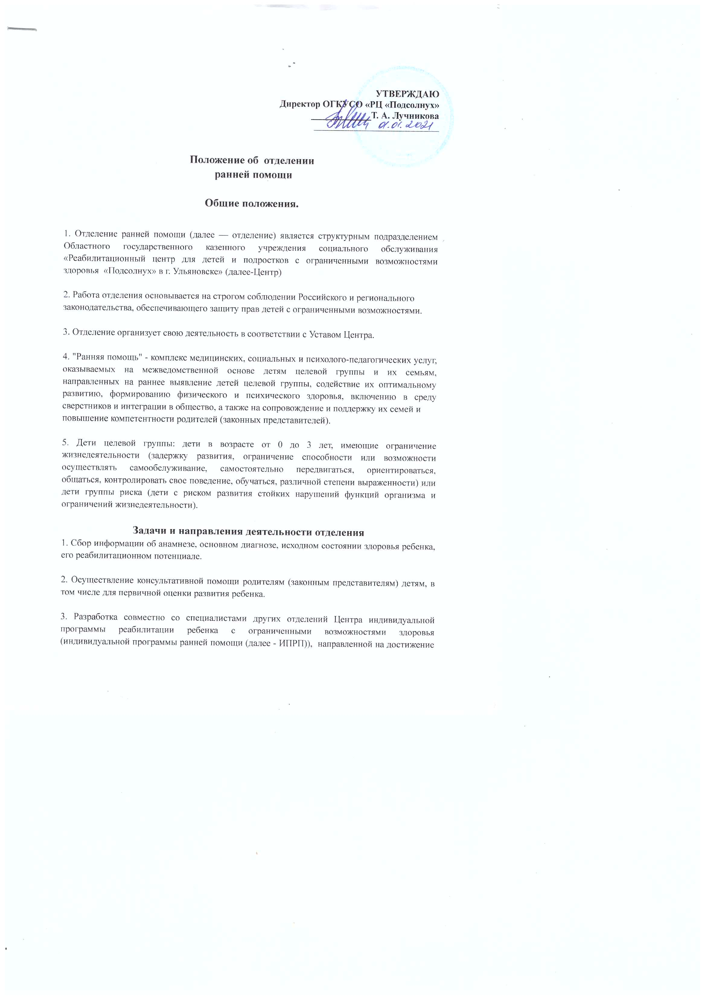 УТВЕРЖДАЮ
Директор ОГКУСО «РЦ «Подсолнух»
Т. А. Лучникова
01.01.2021
Положение об отделении
ранней помощи
Общие положения.
1. Отделение ранней помощи (далее — отделение) является структурным подразделением
Областного государственного казенного учреждения социального обслуживания
«Реабилитационный центр для детей и подростков с ограниченными возможностями
здоровья «Подсолнух» в г. Ульяновске» (далее-Центр)
2. Работа отделения основывается на строгом соблюдении Российского и регионального
законодательства, обеспечивающего защиту прав детей с ограниченными возможностями.
3. Отделение организует свою деятельность в соответствии с Уставом Центра.
4. "Ранняя помощь" - комплекс медицинских, социальных и психолого-педагогических услуг,
оказываемых на межведомственной основе детям целевой группы и их семьям,
направленных на раннее выявление детей целевой группы, содействие их оптимальному
развитию, формированию физического и психического здоровья, включению в среду
сверстников и интеграции в общество, а также на сопровождение и поддержку их семей и
повышение компетентности родителей (законных представителей).
5. Дети целевой группы: дети в возрасте от 0 до 3 лет, имеющие ограничение
жизнедеятельности (задержку развития, ограничение способности или возможности
осуществлять самообслуживание, самостоятельно передвигаться, ориентироваться,
общаться, контролировать свое поведение, обучаться, различной степени выраженности) или
дети группы риска (дети с риском развития стойких нарушений функций организма и
ограничений жизнедеятельности).
Задачи и направления деятельности отделения
1. Сбор информации об анамнезе, основном диагнозе, исходном состоянии здоровья ребенка,
его реабилитационном потенциале.
2. Осуществление консультативной помощи родителям (законным представителям) детям, в
том числе для первичной оценки развития ребенка.
3. Разработка совместно со специалистами других отделений Центра индивидуальной
программы реабилитации ребенка с ограниченными возможностями здоровья
(индивидуальной программы ранней помощи (далее - ИПРП)), направленной на достижение